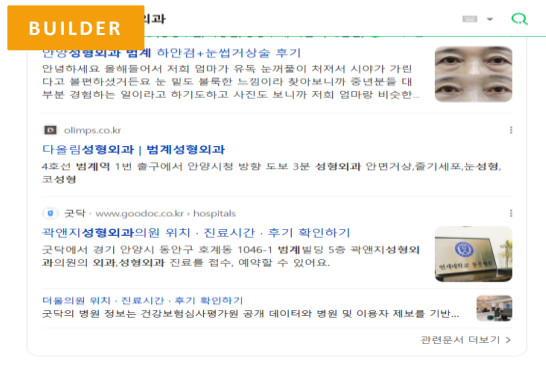 BUILDER
외과
안양성형외과 범계 하안검+눈썹거상술 후기
안녕하세요 올해들어서 저희 엄마가 유독 눈꺼풀이 처져서 시야가 가린
다고 불편하셨거든요 눈 밑도 불룩한 느낌이라 찾아보니까 중년분들 대
부분 경험하는 일이라고 하기도하고 사진도 보니까 저희 엄마랑 비슷한...
olimps.co.kr
다올림성형외과 | 범계성형외과
4호선 범계역 1번 출구에서 안양시청 방향 도보 3분 성형외과 안면거상,줄기세포,눈성형,
코성형
굿닥 · www.goodoc.co.kr › hospitals
곽앤지성형외과의원 위치 · 진료시간 · 후기 확인하기
굿닥에서 경기 안양시 동안구 호계동 1046-1 범계빌딩 5층 곽앤지성형외
과의원의 외과,성형외과 진료를 접수, 예약할 수 있어요.
더올의원 위치 · 진료시간 · 후기 확인하기
굿닥의 병원 정보는 건강보험심사평가원 공개 데이터와 병원 및 이용자 제보를 기반...
관련문서 더보기 >